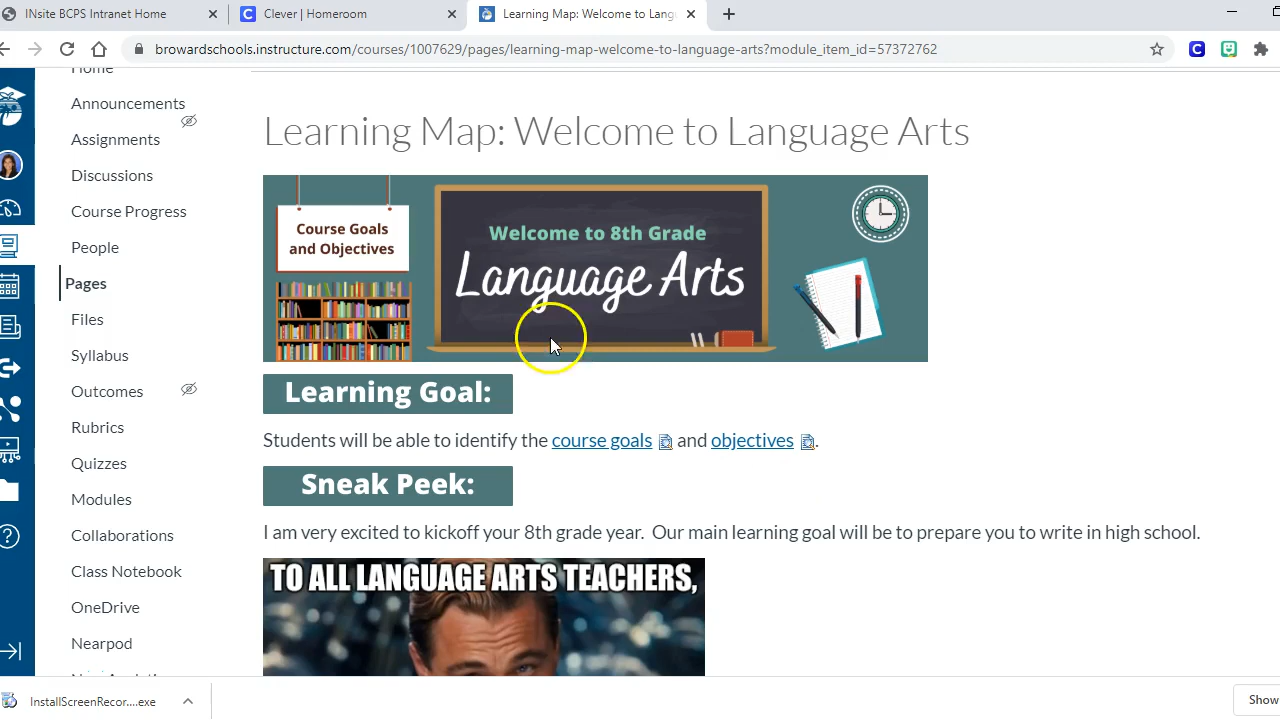 INsite BCPS Intranet Home
Clever | Homeroom
Learning Map: Welcome to Lang
browardschools.instructure.com/courses/1007629/pages/learning-map-welcome-to-language-arts?module_item_id=57372762
Home
Announcements
Assignments
Discussions
Course Progress
People
Pages
Files
Syllabus
Outcomes
Rubrics
Quizzes
Modules
Collaborations
Class Notebook
OneDrive
Nearpod
Learning Map: Welcome to Language Arts
Course Goals
and Objectives
Welcome to 8th Grade
Language Arts
Learning Goal:
Students will be able to identify the course goals and objectives.
Sneak Peek:
I am very excited to kickoff your 8th grade year. Our main learning goal will be to prepare you to write in high school.
TO ALL LANGUAGE ARTS TEACHERS,
InstallScreenRecor....exe
Show